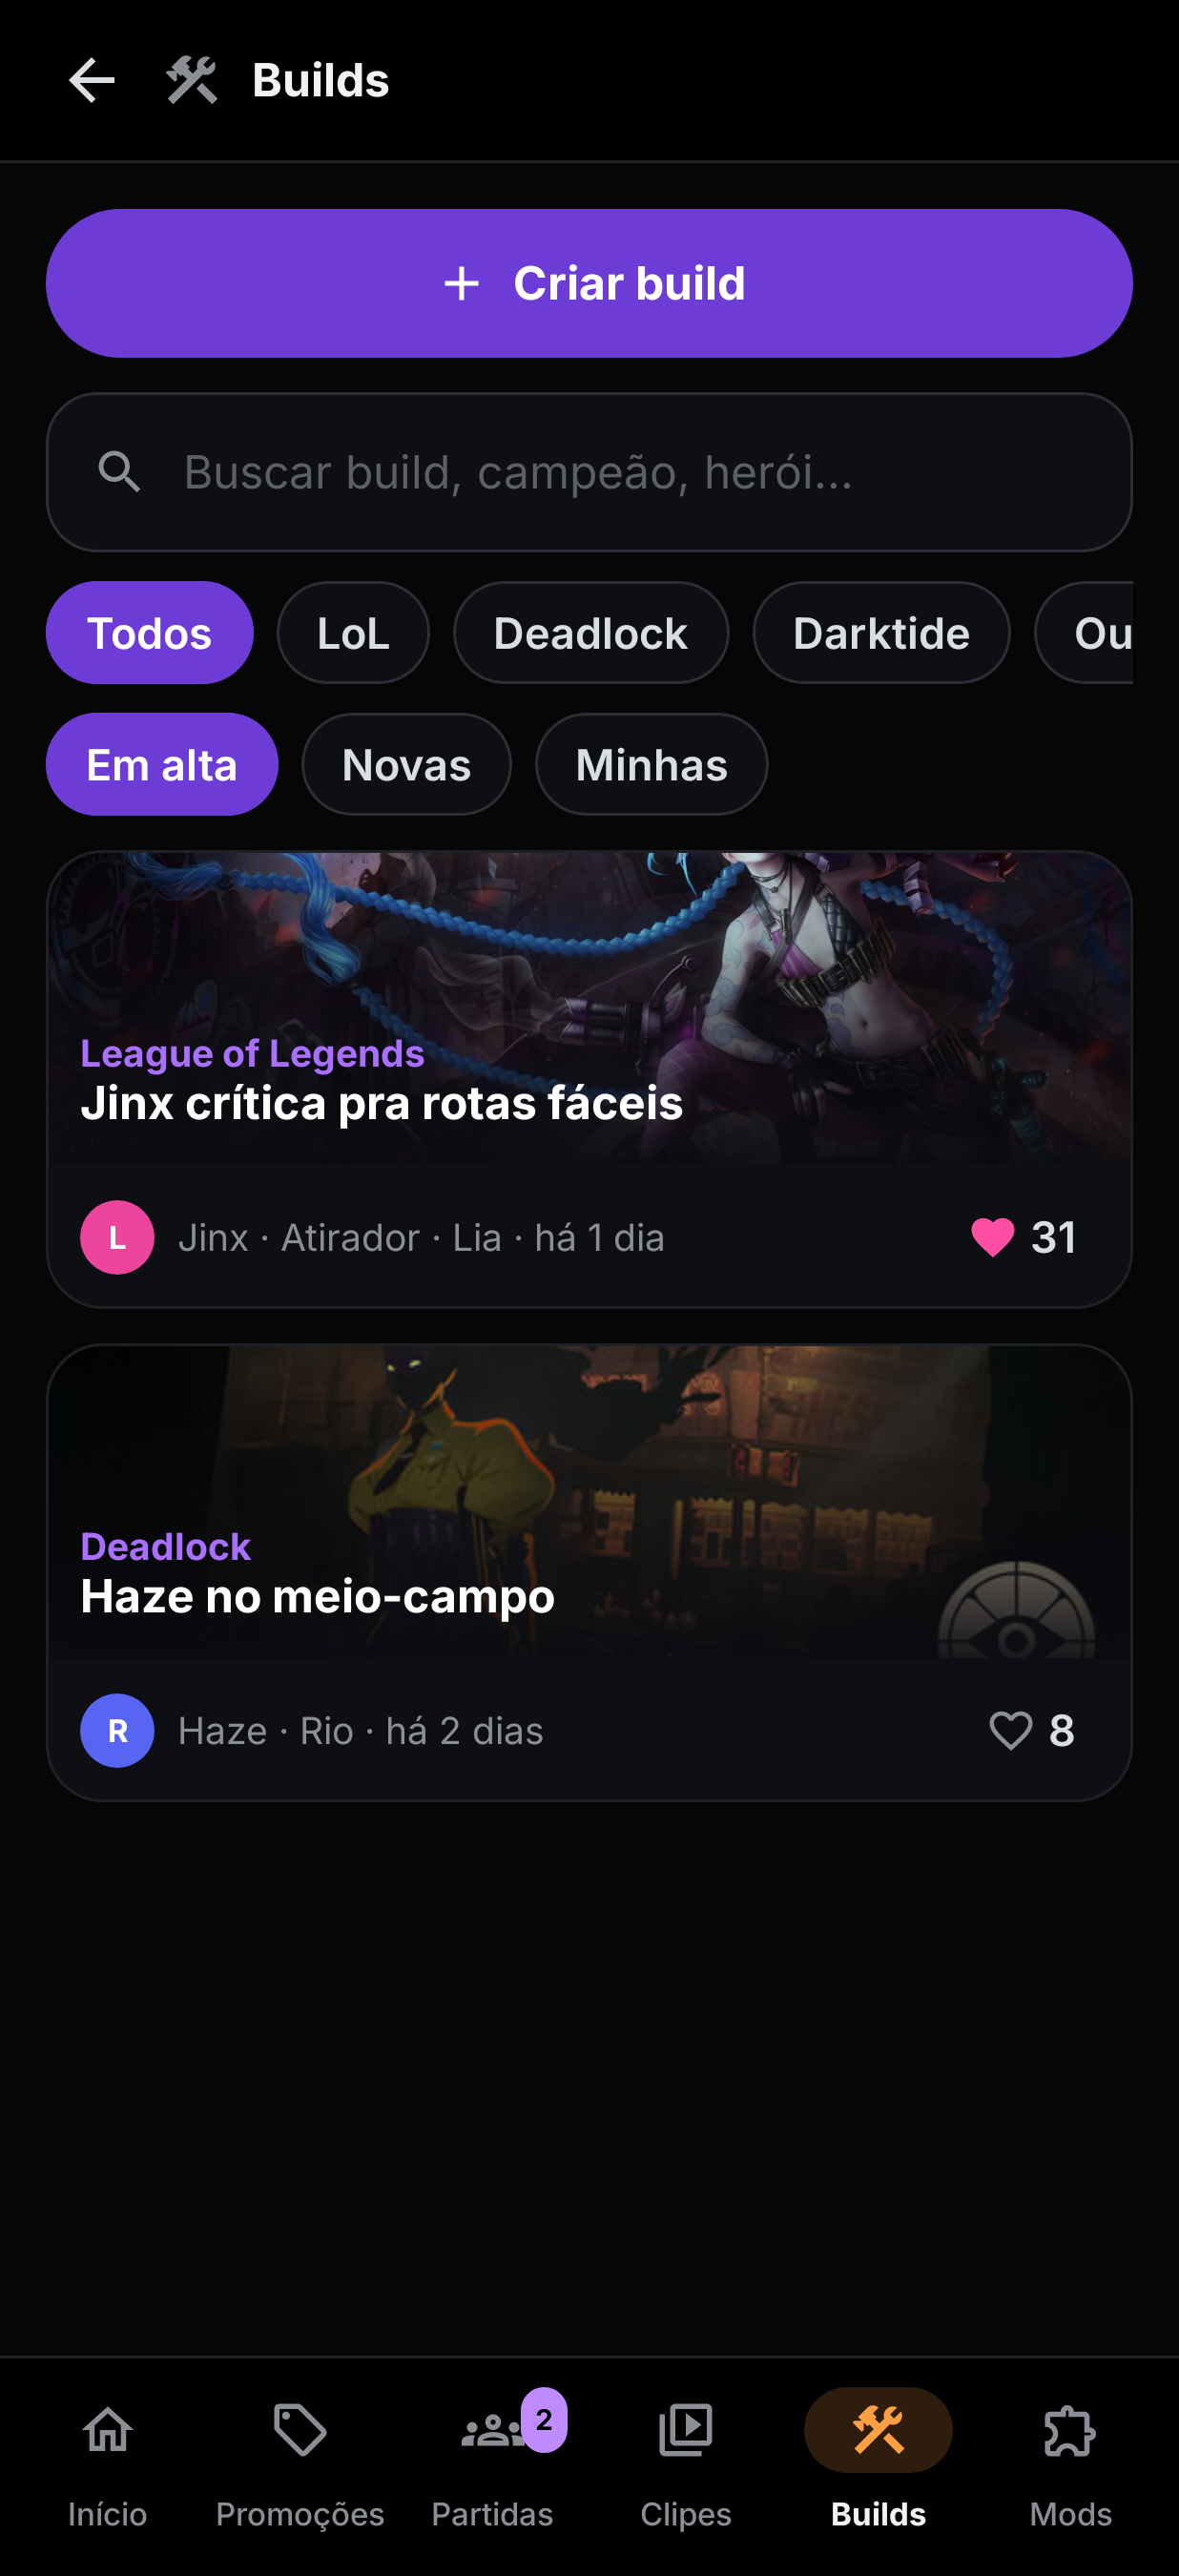 Builds
+ Criar build
Buscar build, campeão, herói...
Todos LoL Deadlock Darktide Ou
Em alta Novas Minhas
League of Legends
Jinx crítica pra rotas fáceis
L Jinx · Atirador · Lia · há 1 dia 31
Deadlock
Haze no meio-campo
R Haze · Rio · há 2 dias 8
2
Início Promoções Partidas Clipes Builds Mods